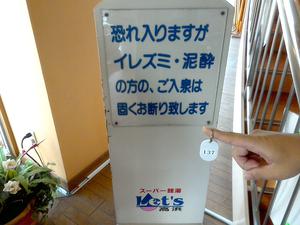 恐れ入りますが
イレズミ・泥酔
の方の、ご入泉は
固くお断り致します
137
スーパー銭湯
Let's
高浜